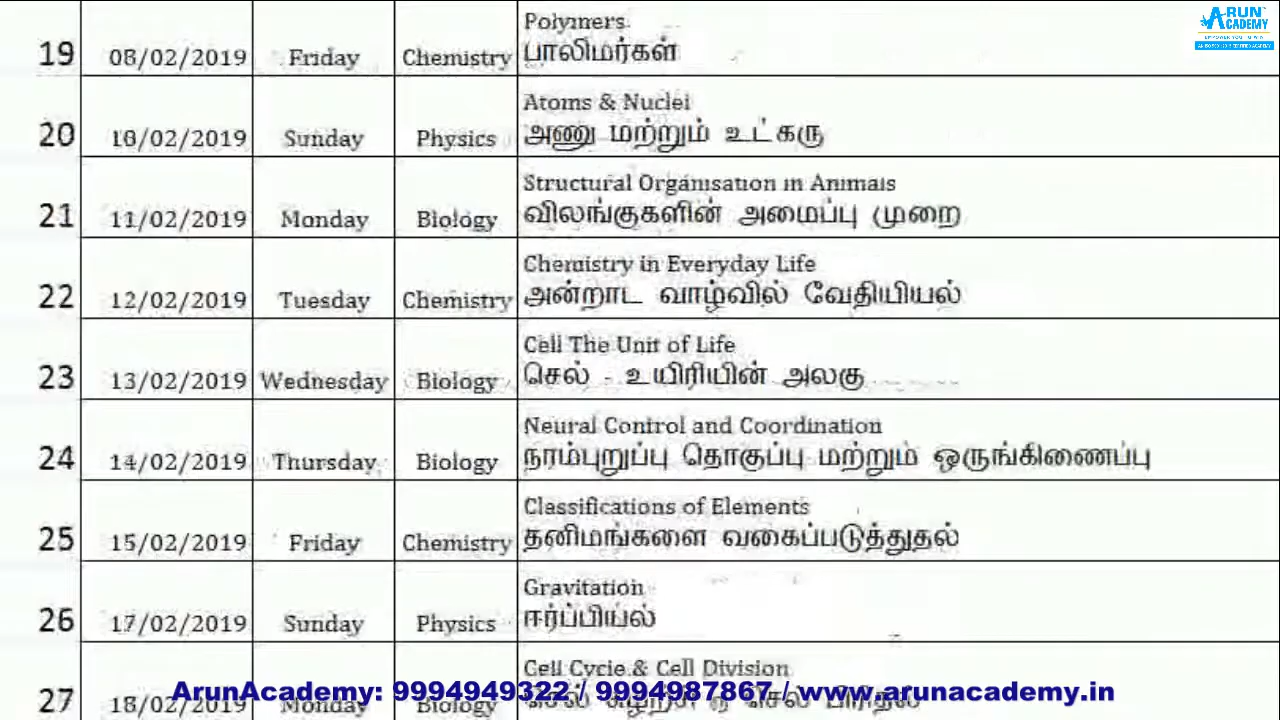 ARUN ACADEMY
Polymers
19 08/02/2019 Friday Chemistry பாலிமர்கள்
Atoms & Nuclei
20 10/02/2019 Sunday Physics அணு மற்றும் உட்கரு
Structural Organisation in Animals
21 11/02/2019 Monday Biology விலங்குகளின் அமைப்பு முறை
Chemistry in Everyday Life
22 12/02/2019 Tuesday Chemistry அன்றாட வாழ்வில் வேதியியல்
Cell The Unit of Life
23 13/02/2019 Wednesday Biology செல் - உயிரியின் அலகு
Neural Control and Coordination
24 14/02/2019 Thursday Biology நரம்புறுப்பு தொகுப்பு மற்றும் ஒருங்கிணைப்பு
Classifications of Elements
25 15/02/2019 Friday Chemistry தனிமங்களை வகைப்படுத்துதல்
Gravitation
26 17/02/2019 Sunday Physics ஈர்ப்பியல்
Cell Cycle & Cell Division
27 18/02/2019 Monday Biology செல்
ArunAcademy: 9994949322 / 9994987867 / www.arunacademy.in